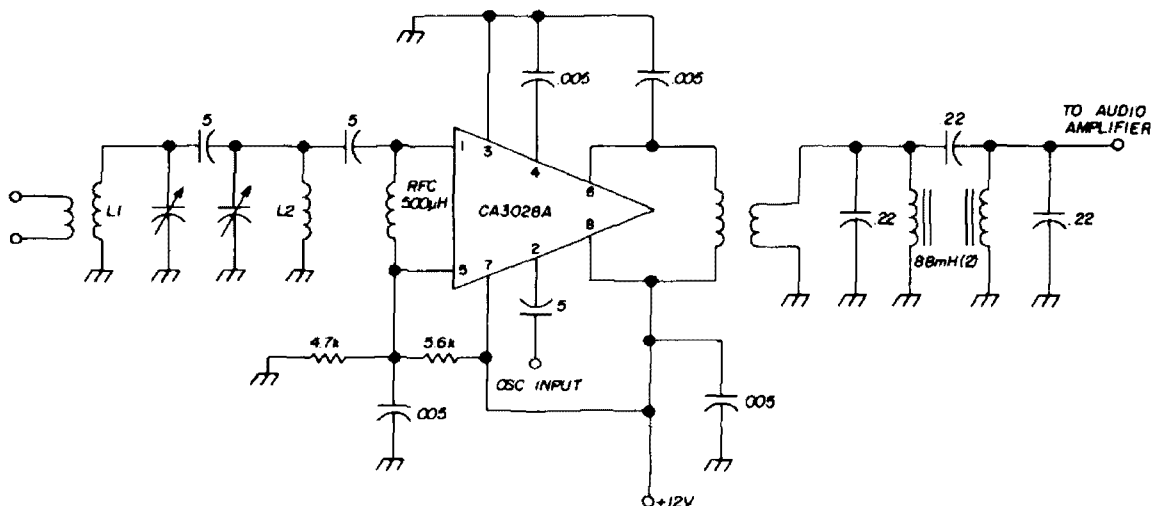 .005
.005
5
5
.22
TO AUDIO
AMPLIFIER
L1
L2
RFC
500µH
1
3
4
6
CA3028A
8
5
7
2
.22
.22
88mH(2)
5
4.7k
5.6k
OSC INPUT
.005
.005
+12V